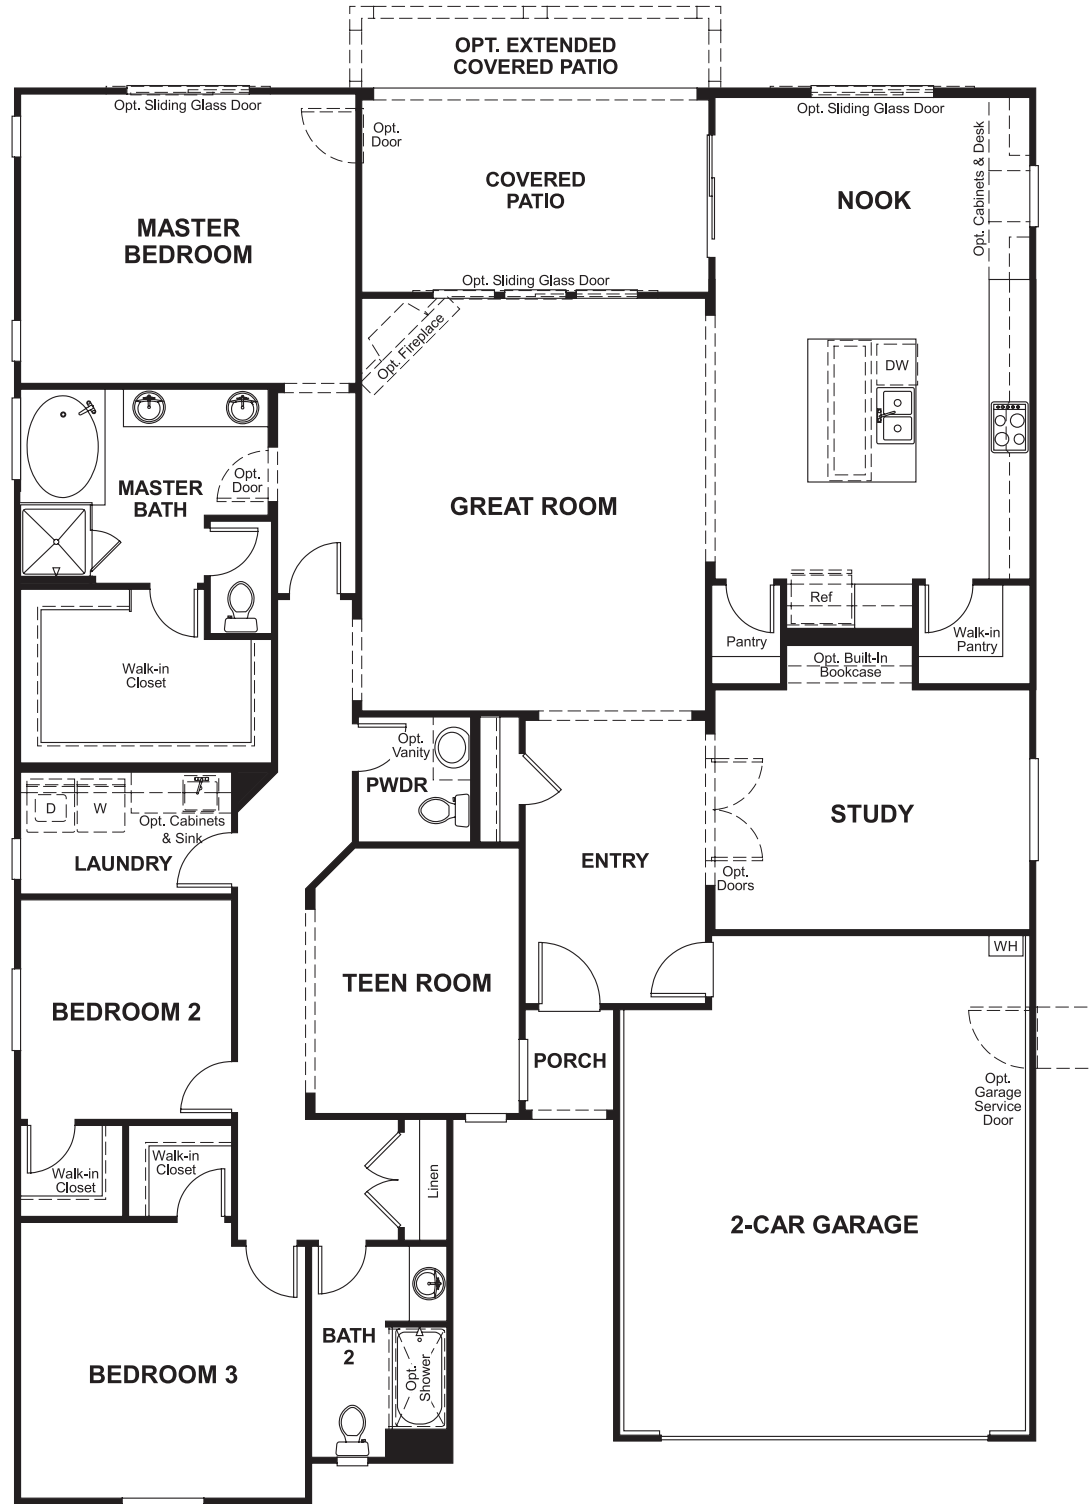 OPT. EXTENDED
COVERED PATIO
Opt. Sliding Glass Door
Opt. Sliding Glass Door
Opt.
Door
Opt. Cabinets & Desk
COVERED
PATIO
NOOK
MASTER
BEDROOM
Opt. Sliding Glass Door
Opt. Fireplace
DW
Opt.
Door
MASTER
BATH
GREAT ROOM
Ref
Pantry
Walk-in
Pantry
Walk-in
Closet
Opt. Built-In
Bookcase
Opt.
Vanity
PWDR
D
W
Opt. Cabinets
& Sink
LAUNDRY
ENTRY
STUDY
Opt.
Doors
WH
TEEN ROOM
BEDROOM 2
PORCH
Opt.
Garage
Service
Door
Walk-in
Closet
Walk-in
Closet
Linen
2-CAR GARAGE
BATH
2
Opt.
Shower
BEDROOM 3